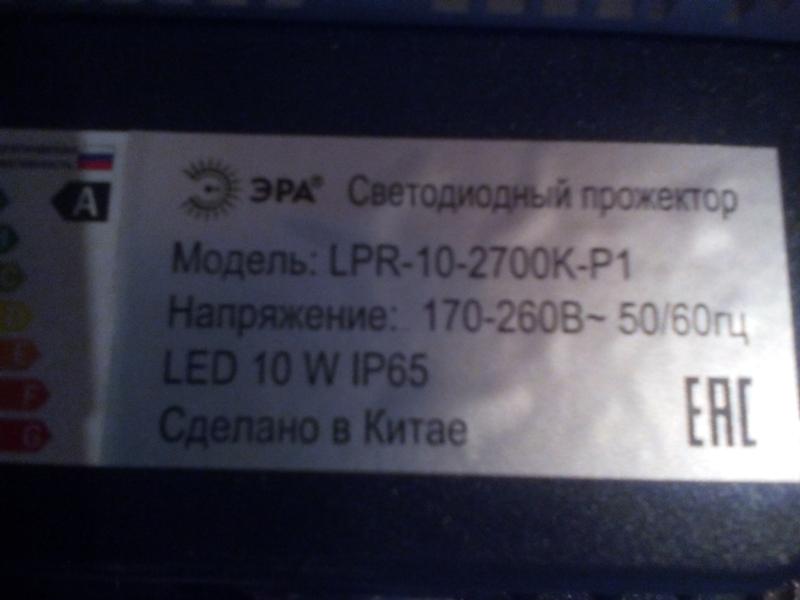 ЭРА® Светодиодный прожектор
Модель: LPR-10-2700K-P1
Напряжение: 170-260В~ 50/60гц
LED 10 W IP65
Сделано в Китае
EAC
A
C
D
E
F
G